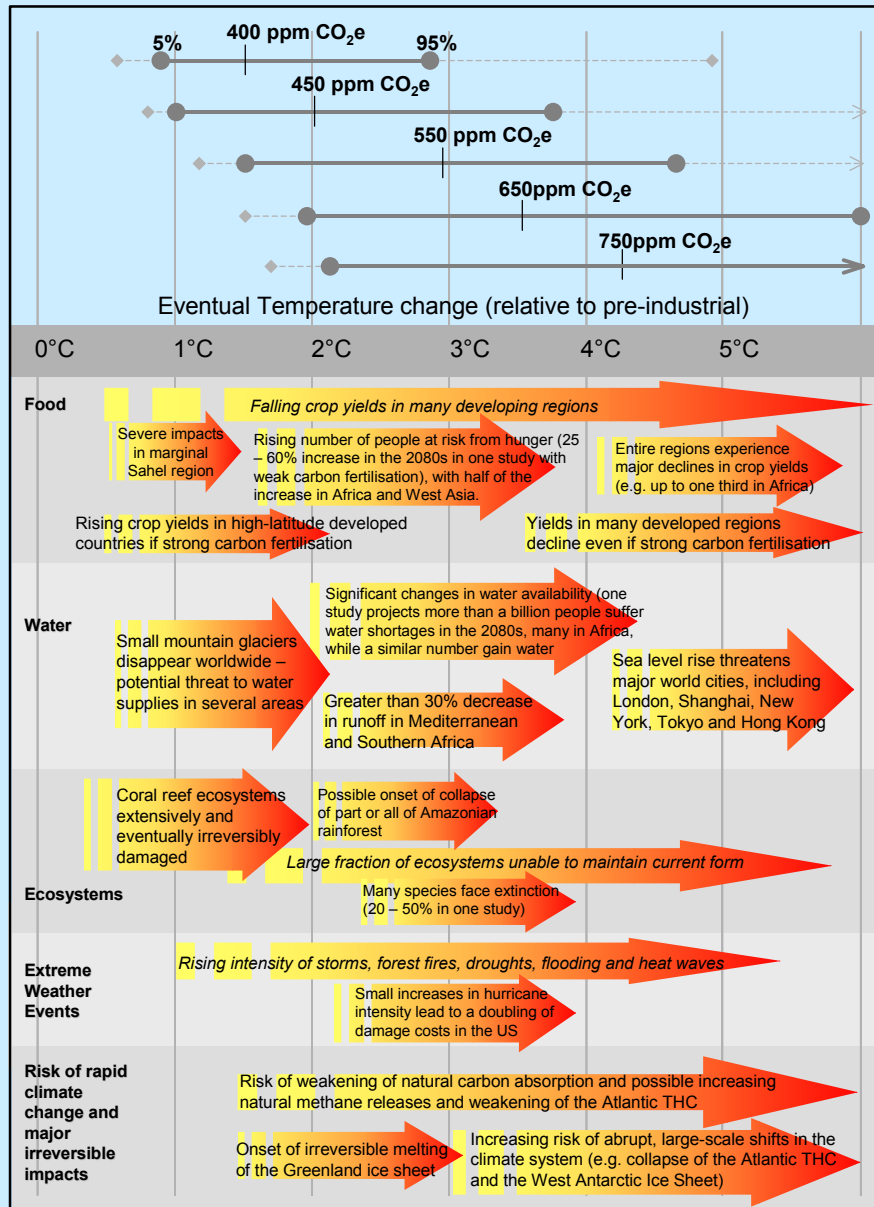 400 ppm CO2e
5%
95%
450 ppm CO2e
550 ppm CO2e
650ppm CO2e
750ppm CO2e
Eventual Temperature change (relative to pre-industrial)
0°C 1°C 2°C 3°C 4°C 5°C
Food
Falling crop yields in many developing regions
Severe impacts
in marginal
Sahel region
Rising number of people at risk from hunger (25
– 60% increase in the 2080s in one study with
weak carbon fertilisation), with half of the
increase in Africa and West Asia.
Entire regions experience
major declines in crop yields
(e.g. up to one third in Africa)
Rising crop yields in high-latitude developed
countries if strong carbon fertilisation
Yields in many developed regions
decline even if strong carbon fertilisation
Water
Small mountain glaciers
disappear worldwide –
potential threat to water
supplies in several areas
Significant changes in water availability (one
study projects more than a billion people suffer
water shortages in the 2080s, many in Africa,
while a similar number gain water
Greater than 30% decrease
in runoff in Mediterranean
and Southern Africa
Sea level rise threatens
major world cities, including
London, Shanghai, New
York, Tokyo and Hong Kong
Ecosystems
Coral reef ecosystems
extensively and
eventually irreversibly
damaged
Possible onset of collapse
of part or all of Amazonian
rainforest
Large fraction of ecosystems unable to maintain current form
Many species face extinction
(20 – 50% in one study)
Extreme
Weather
Events
Rising intensity of storms, forest fires, droughts, flooding and heat waves
Small increases in hurricane
intensity lead to a doubling of
damage costs in the US
Risk of rapid
climate
change and
major
irreversible
impacts
Risk of weakening of natural carbon absorption and possible increasing
natural methane releases and weakening of the Atlantic THC
Onset of irreversible melting
of the Greenland ice sheet
Increasing risk of abrupt, large-scale shifts in the
climate system (e.g. collapse of the Atlantic THC
and the West Antarctic Ice Sheet)